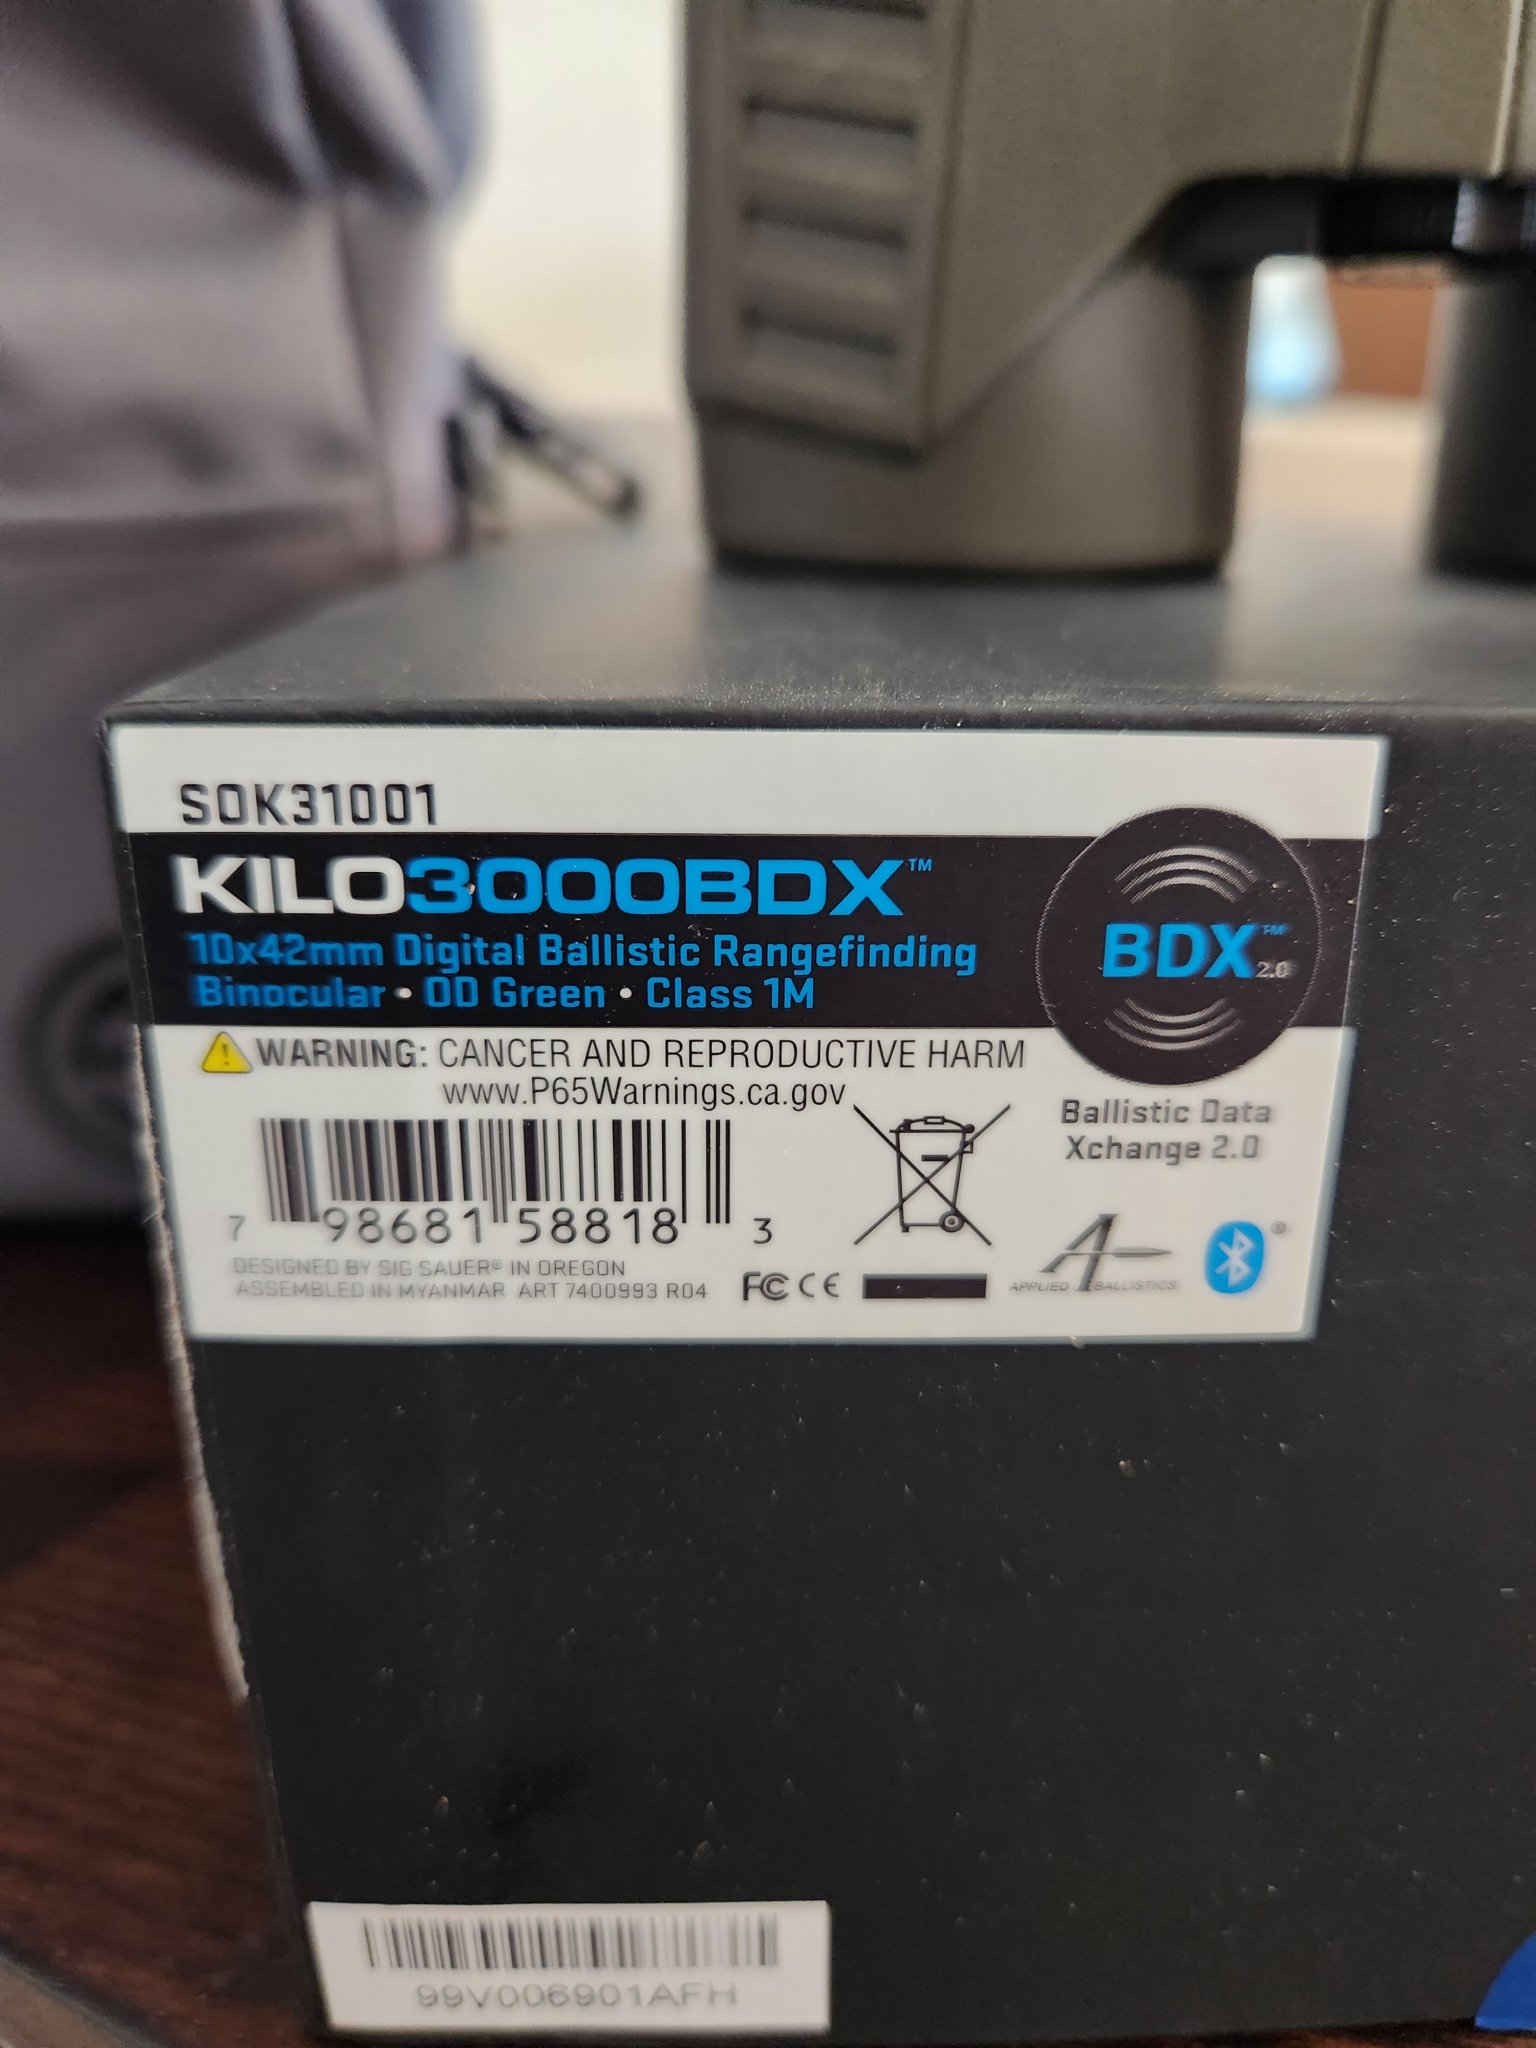 SOK31001
KILO3000BDX™
10x42mm Digital Ballistic Rangefinding
Binocular • OD Green • Class 1M
BDX™ 2.0
WARNING: CANCER AND REPRODUCTIVE HARM
www.P65Warnings.ca.gov
Ballistic Data
Xchange 2.0
7 98681 58818 3
DESIGNED BY SIG SAUER® IN OREGON
ASSEMBLED IN MYANMAR ART 7400993 R04
FC CE
APPLIED BALLISTICS
®
99V006901AFH